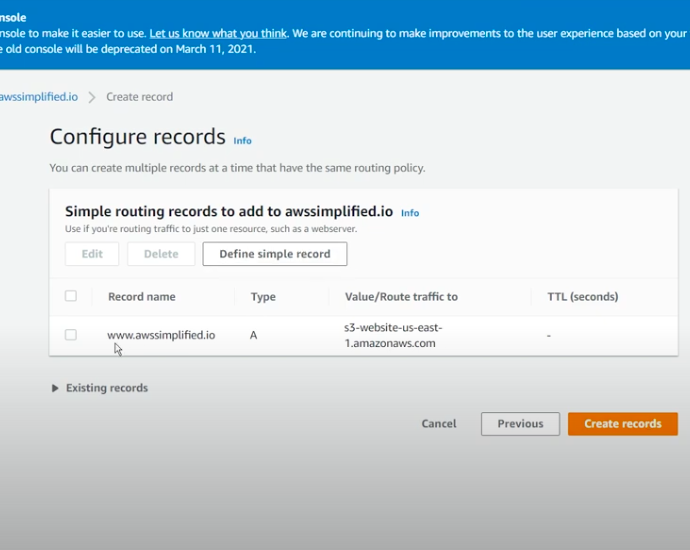 nsole
nsole to make it easier to use. Let us know what you think. We are continuing to make improvements to the user experience based on your
e old console will be deprecated on March 11, 2021.
awssimplified.io > Create record
Configure records Info
You can create multiple records at a time that have the same routing policy.
Simple routing records to add to awssimplified.io Info
Use if you're routing traffic to just one resource, such as a webserver.
Edit Delete Define simple record
Record name Type Value/Route traffic to TTL (seconds)
www.awssimplified.io A s3-website-us-east-
1.amazonaws.com -
Existing records
Cancel Previous Create records